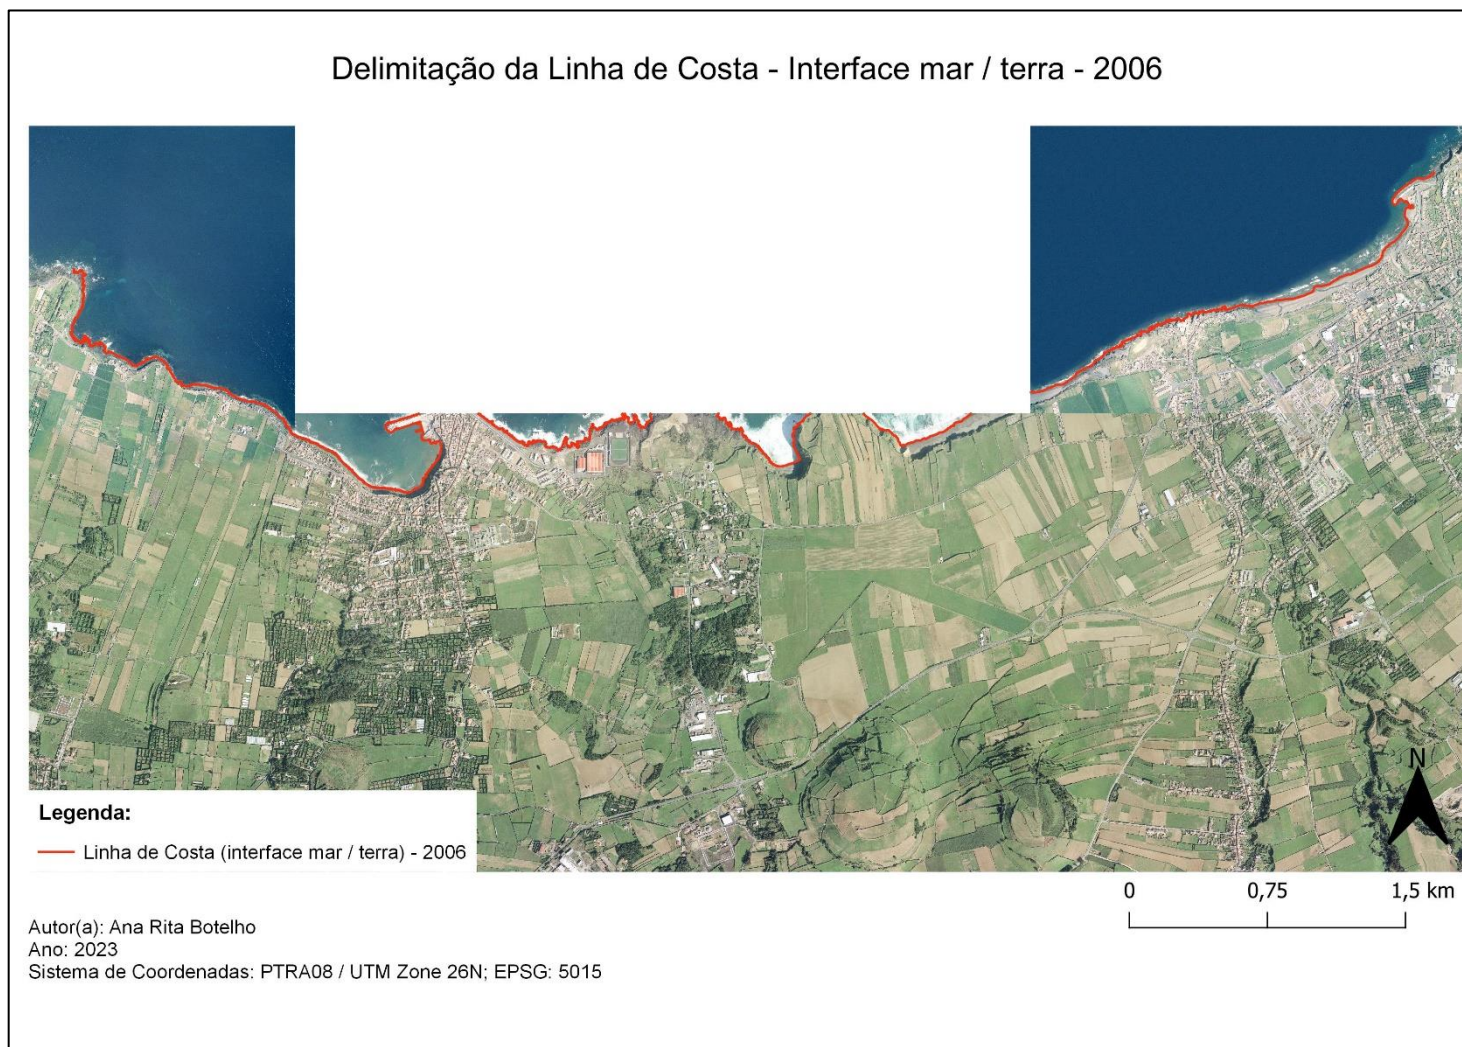 Delimitação da Linha de Costa - Interface mar / terra - 2006
N
Legenda:
Linha de Costa (interface mar / terra) - 2006
0 0,75 1,5 km
Autor(a): Ana Rita Botelho
Ano: 2023
Sistema de Coordenadas: PTRA08 / UTM Zone 26N; EPSG: 5015